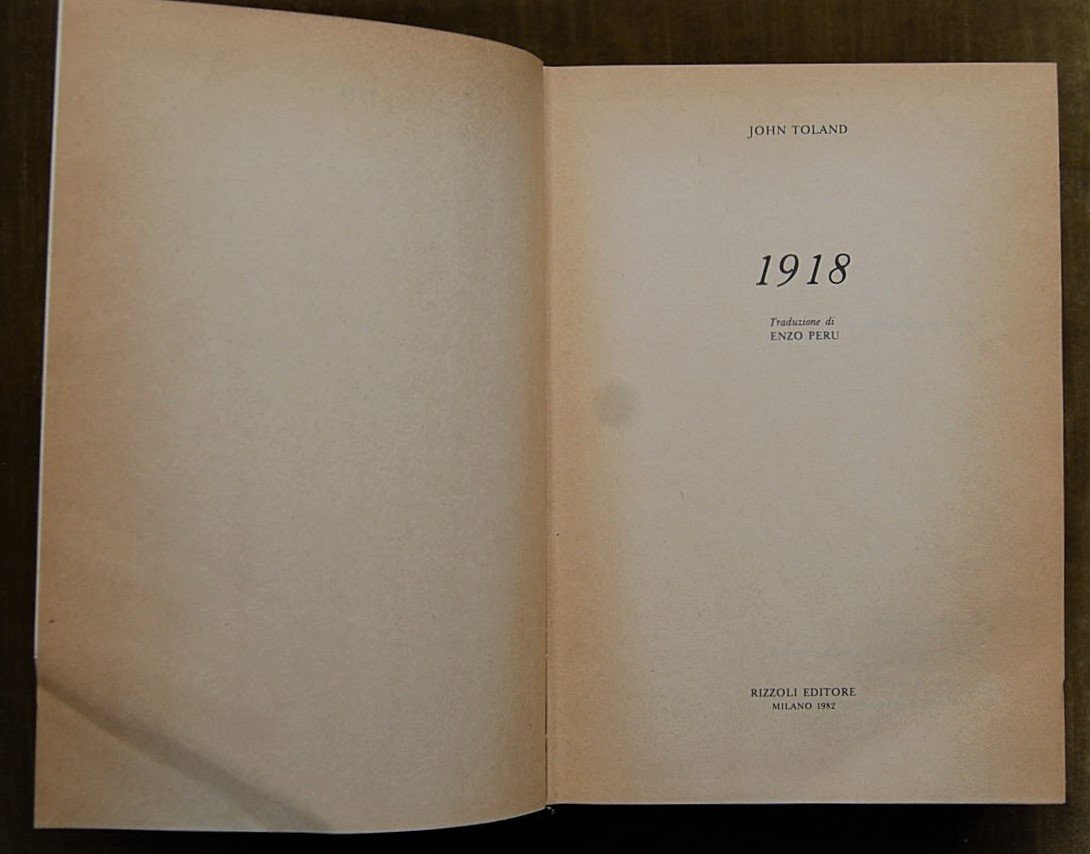 JOHN TOLAND
1918
Traduzione di
ENZO PERU
RIZZOLI EDITORE
MILANO 1982